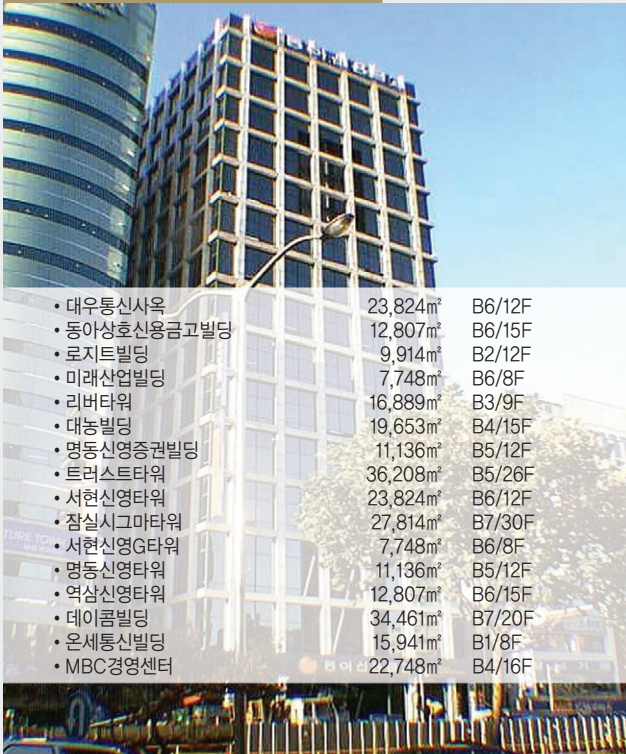 • 대우통신사옥 23,824㎡ B6/12F
• 동아상호신용금고빌딩 12,807㎡ B6/15F
• 로지트빌딩 9,914㎡ B2/12F
• 미래산업빌딩 7,748㎡ B6/8F
• 리버타워 16,889㎡ B3/9F
• 대농빌딩 19,653㎡ B4/15F
• 명동신영증권빌딩 11,136㎡ B5/12F
• 트러스트타워 36,208㎡ B5/26F
• 서현신영타워 23,824㎡ B6/12F
• 잠실시그마타워 27,814㎡ B7/30F
• 서현신영G타워 7,748㎡ B6/8F
• 명동신영타워 11,136㎡ B5/12F
• 역삼신영타워 12,807㎡ B6/15F
• 데이콤빌딩 34,461㎡ B7/20F
• 온세통신빌딩 15,941㎡ B1/8F
• MBC경영센터 22,748㎡ B4/16F